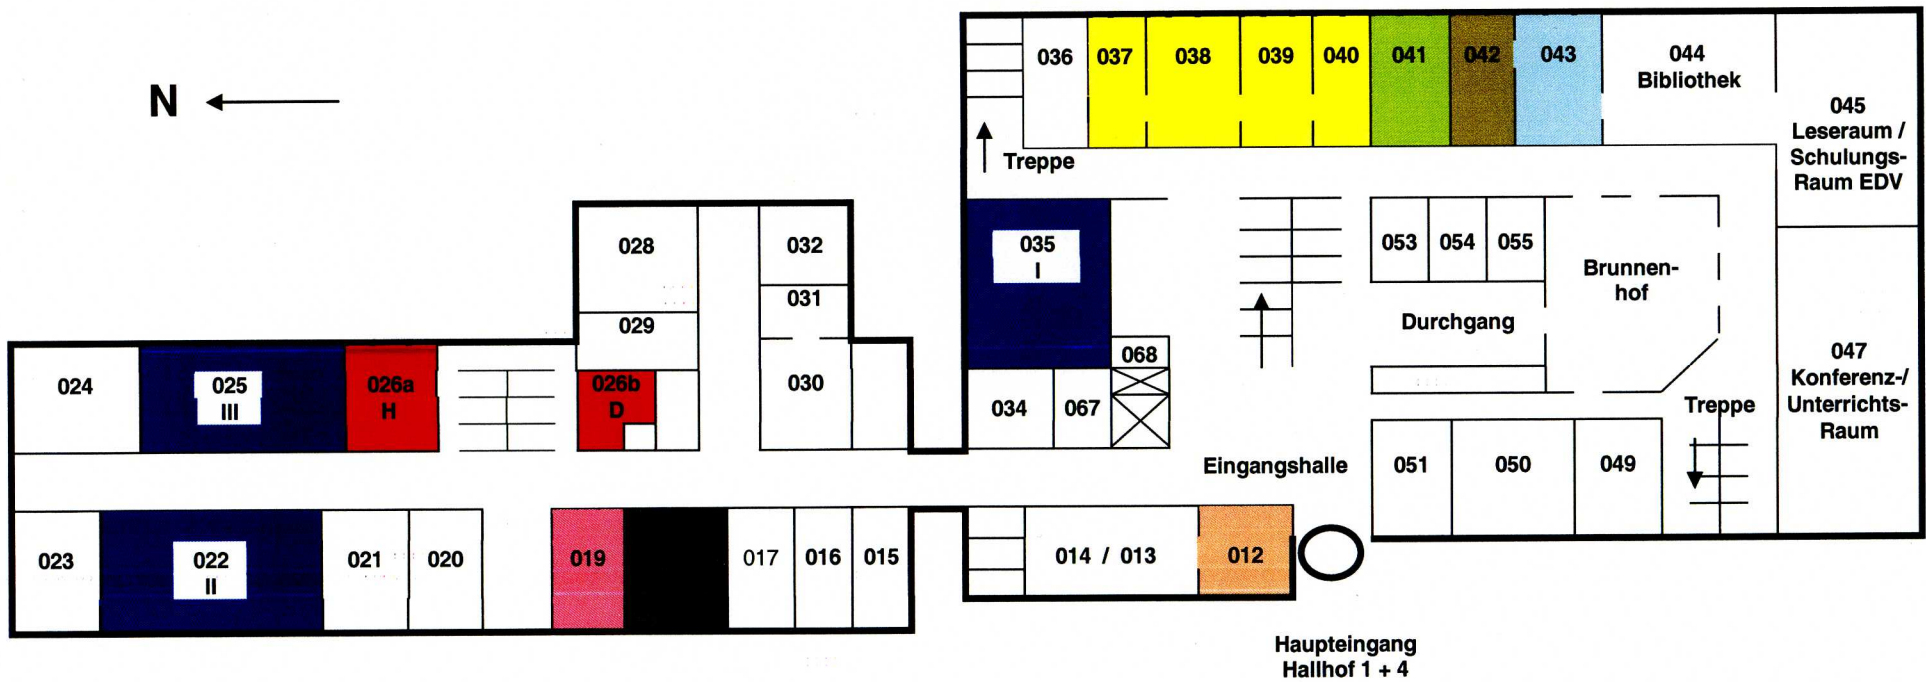 N
036
037
038
039
040
041
042
043
044
Bibliothek
045
Leseraum /
Schulungs-
Raum EDV
Treppe
035
I
053
054
055
Brunnen-
hof
Durchgang
028
032
031
029
030
068
034
067
024
025
III
026a
H
026b
D
047
Konferenz-/
Unterrichts-
Raum
Treppe
Eingangshalle
051
050
049
023
022
II
021
020
019
017
016
015
014 / 013
012
Haupteingang
Hallhof 1 + 4